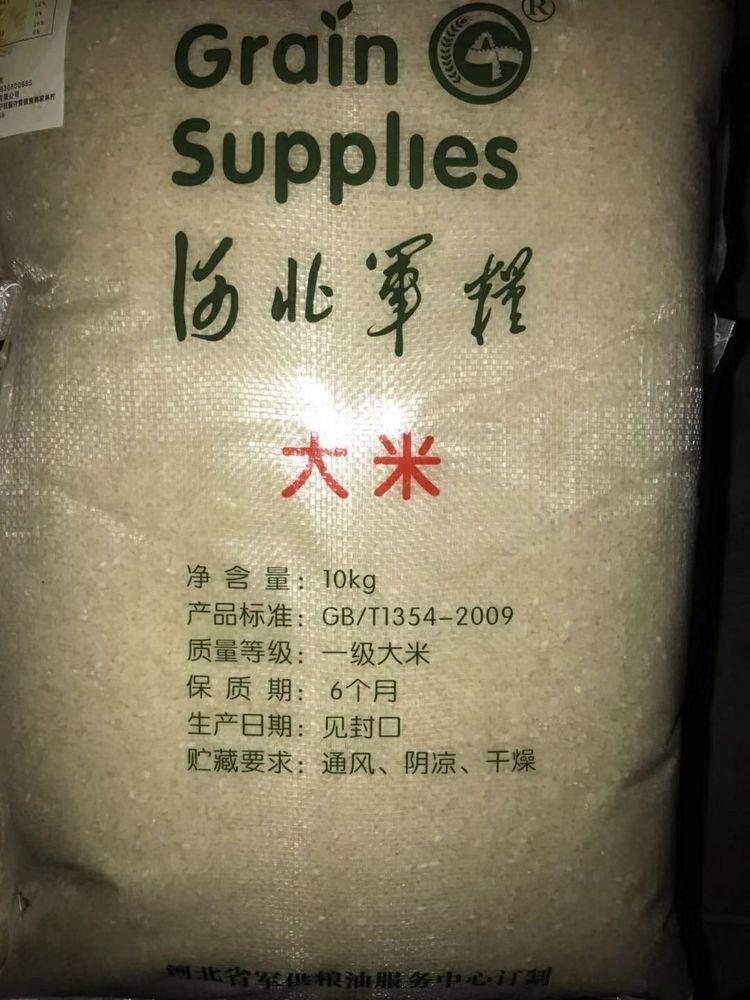 Grain
Supplies
®
河北軍糧
大米
净含量：10kg
产品标准：GB/T1354-2009
质量等级：一级大米
保质期：6个月
生产日期：见封口
贮藏要求：通风、阴凉、干燥
河北省军供粮油服务中心订制